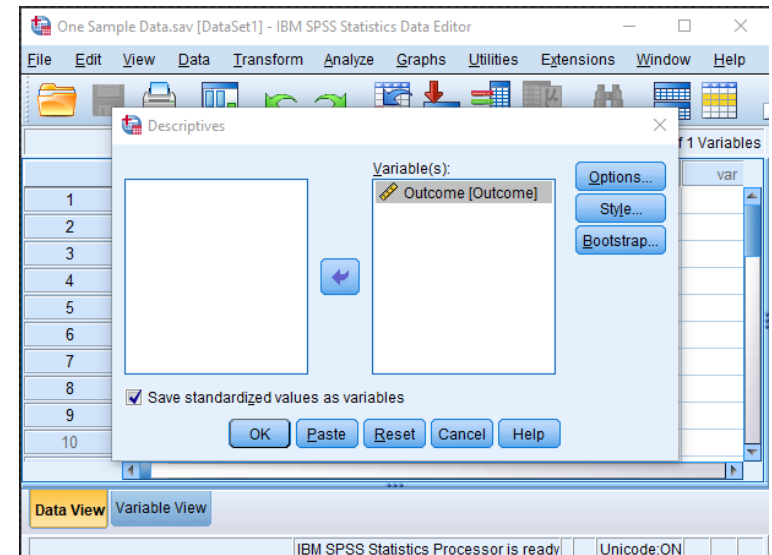 One Sample Data.sav [DataSet1] - IBM SPSS Statistics Data Editor
File Edit View Data Transform Analyze Graphs Utilities Extensions Window Help
Descriptives
f 1 Variables
Variable(s):
Outcome [Outcome]
Options...
Style...
Bootstrap...
var
1
2
3
4
5
6
7
8
9
10
Save standardized values as variables
OK Paste Reset Cancel Help
Data View Variable View
IBM SPSS Statistics Processor is ready Unicode:ON